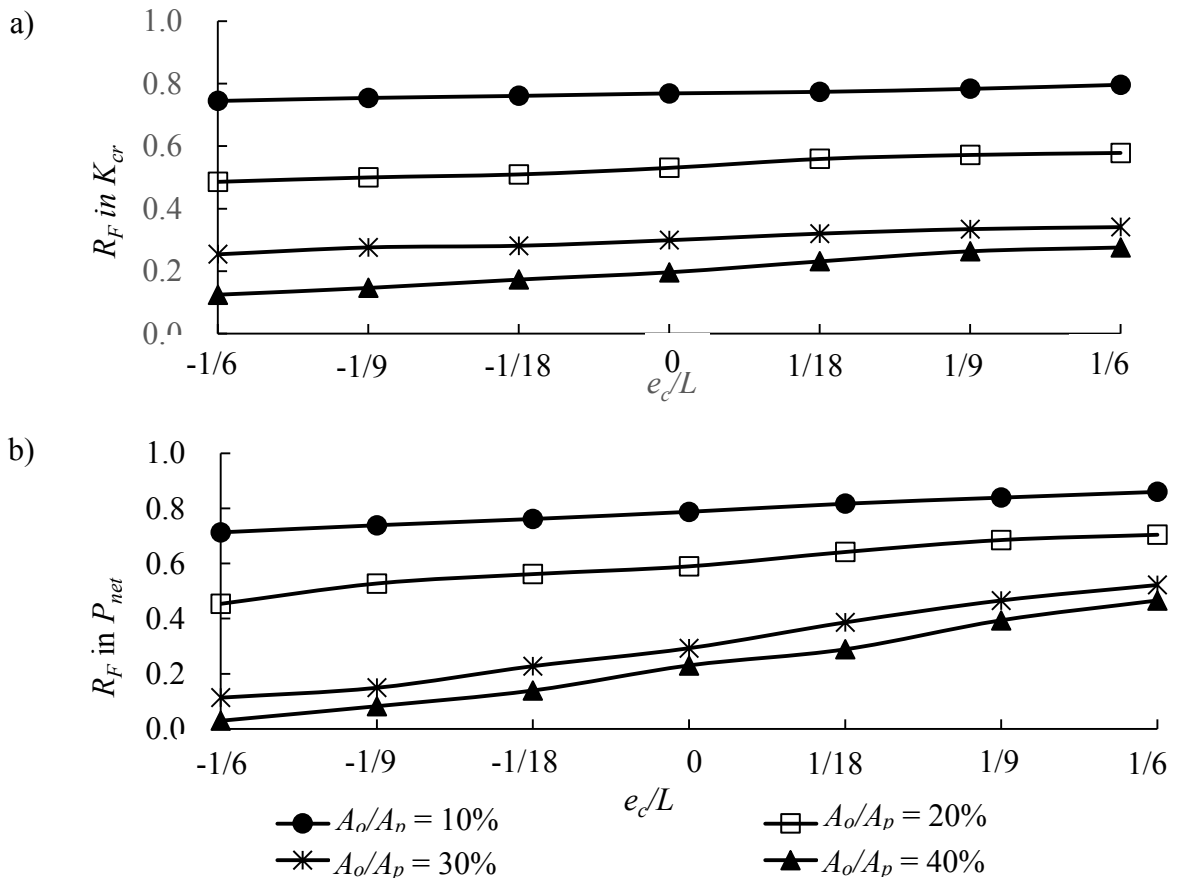 a)
1.0
0.8
0.6
0.4
0.2
0.0
R_F in K_cr
-1/6 -1/9 -1/18 0 1/18 1/9 1/6
e_c/L
b)
1.0
0.8
0.6
0.4
0.2
0.0
R_F in P_net
-1/6 -1/9 -1/18 0 1/18 1/9 1/6
e_c/L
A_o/A_p = 10% A_o/A_p = 20%
A_o/A_p = 30% A_o/A_p = 40%